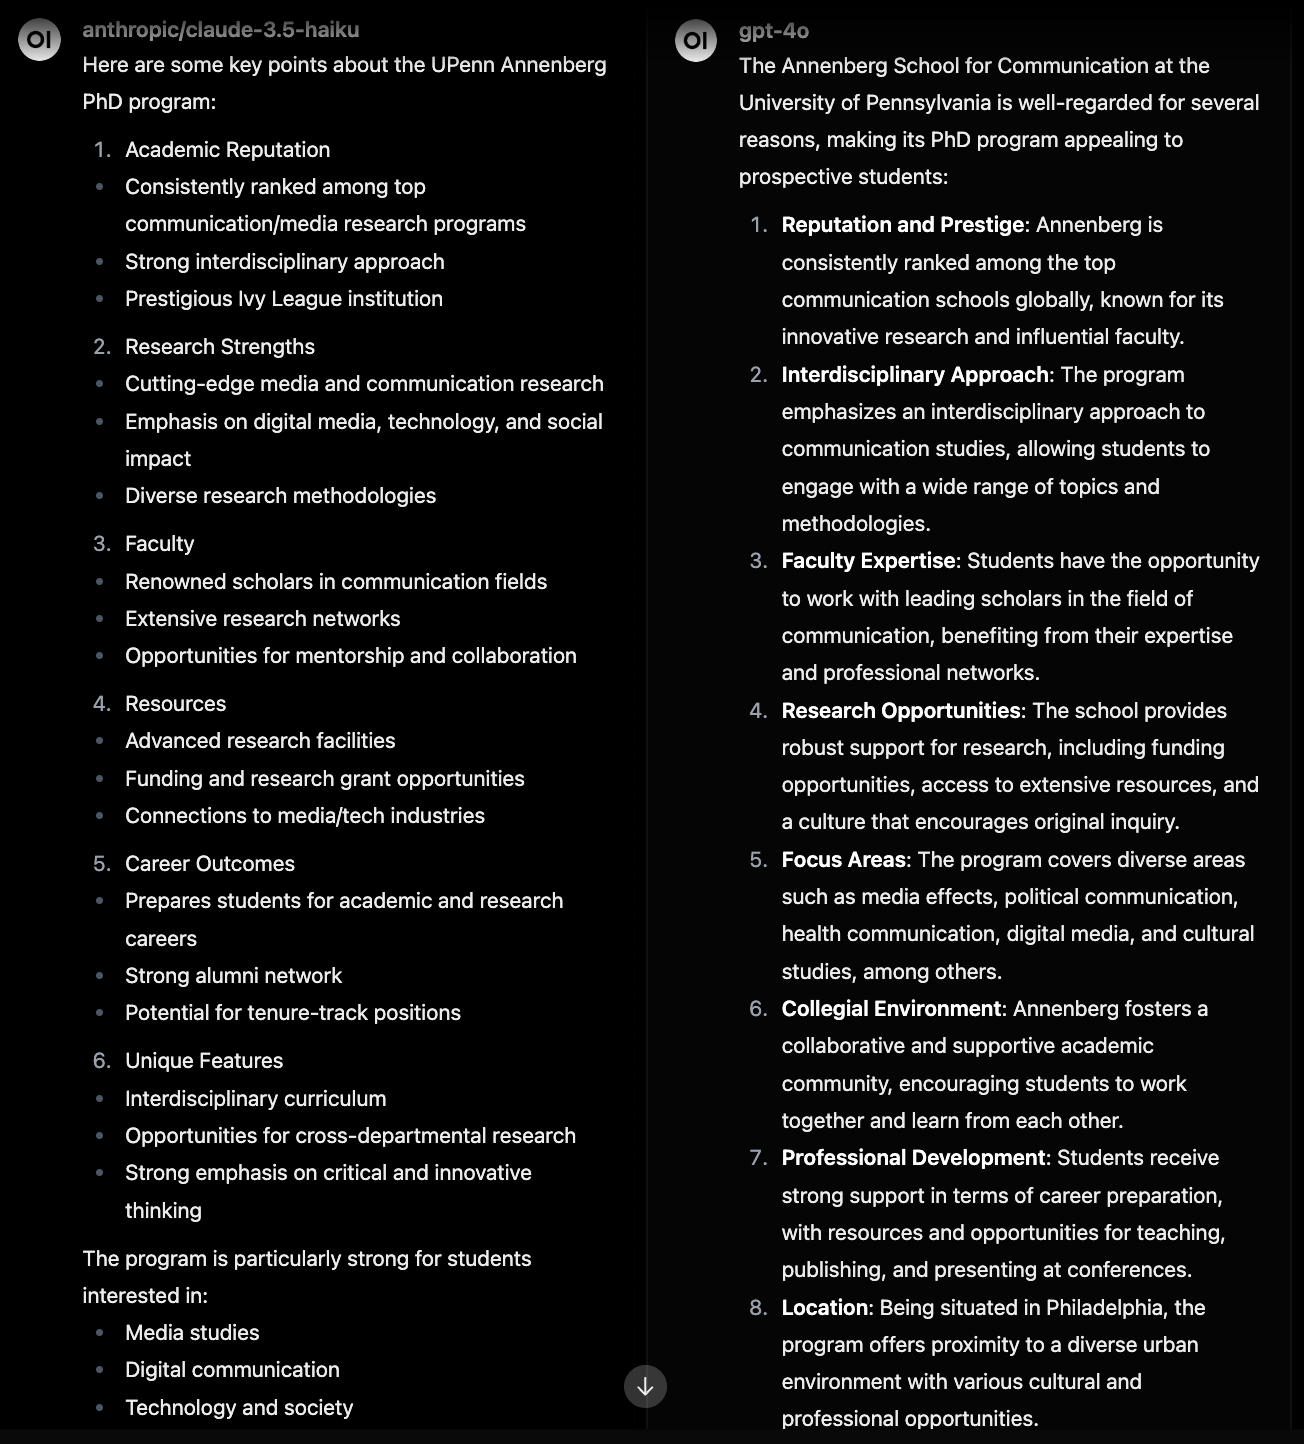 OI
anthropic/claude-3.5-haiku
Here are some key points about the UPenn Annenberg
PhD program:
1. Academic Reputation
• Consistently ranked among top
communication/media research programs
• Strong interdisciplinary approach
• Prestigious Ivy League institution
2. Research Strengths
• Cutting-edge media and communication research
• Emphasis on digital media, technology, and social
impact
• Diverse research methodologies
3. Faculty
• Renowned scholars in communication fields
• Extensive research networks
• Opportunities for mentorship and collaboration
4. Resources
• Advanced research facilities
• Funding and research grant opportunities
• Connections to media/tech industries
5. Career Outcomes
• Prepares students for academic and research
careers
• Strong alumni network
• Potential for tenure-track positions
6. Unique Features
• Interdisciplinary curriculum
• Opportunities for cross-departmental research
• Strong emphasis on critical and innovative
thinking
The program is particularly strong for students
interested in:
• Media studies
• Digital communication
• Technology and society
OI
gpt-4o
The Annenberg School for Communication at the
University of Pennsylvania is well-regarded for several
reasons, making its PhD program appealing to
prospective students:
1. Reputation and Prestige: Annenberg is
consistently ranked among the top
communication schools globally, known for its
innovative research and influential faculty.
2. Interdisciplinary Approach: The program
emphasizes an interdisciplinary approach to
communication studies, allowing students to
engage with a wide range of topics and
methodologies.
3. Faculty Expertise: Students have the opportunity
to work with leading scholars in the field of
communication, benefiting from their expertise
and professional networks.
4. Research Opportunities: The school provides
robust support for research, including funding
opportunities, access to extensive resources, and
a culture that encourages original inquiry.
5. Focus Areas: The program covers diverse areas
such as media effects, political communication,
health communication, digital media, and cultural
studies, among others.
6. Collegial Environment: Annenberg fosters a
collaborative and supportive academic
community, encouraging students to work
together and learn from each other.
7. Professional Development: Students receive
strong support in terms of career preparation,
with resources and opportunities for teaching,
publishing, and presenting at conferences.
8. Location: Being situated in Philadelphia, the
program offers proximity to a diverse urban
environment with various cultural and
professional opportunities.